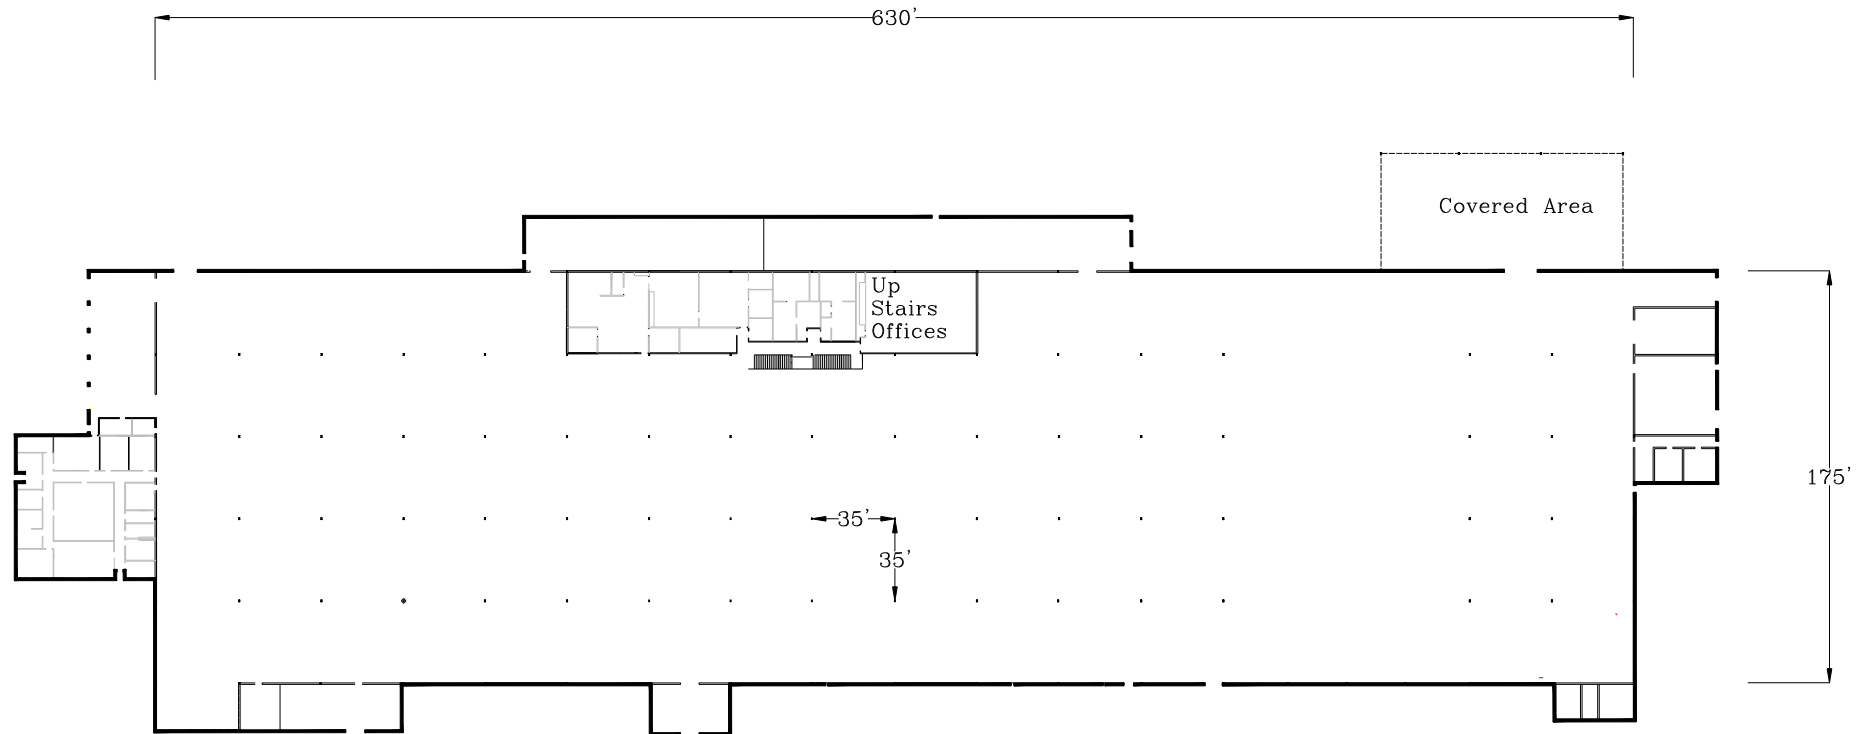 630'
Covered Area
Up
Stairs
Offices
175'
35'
35'